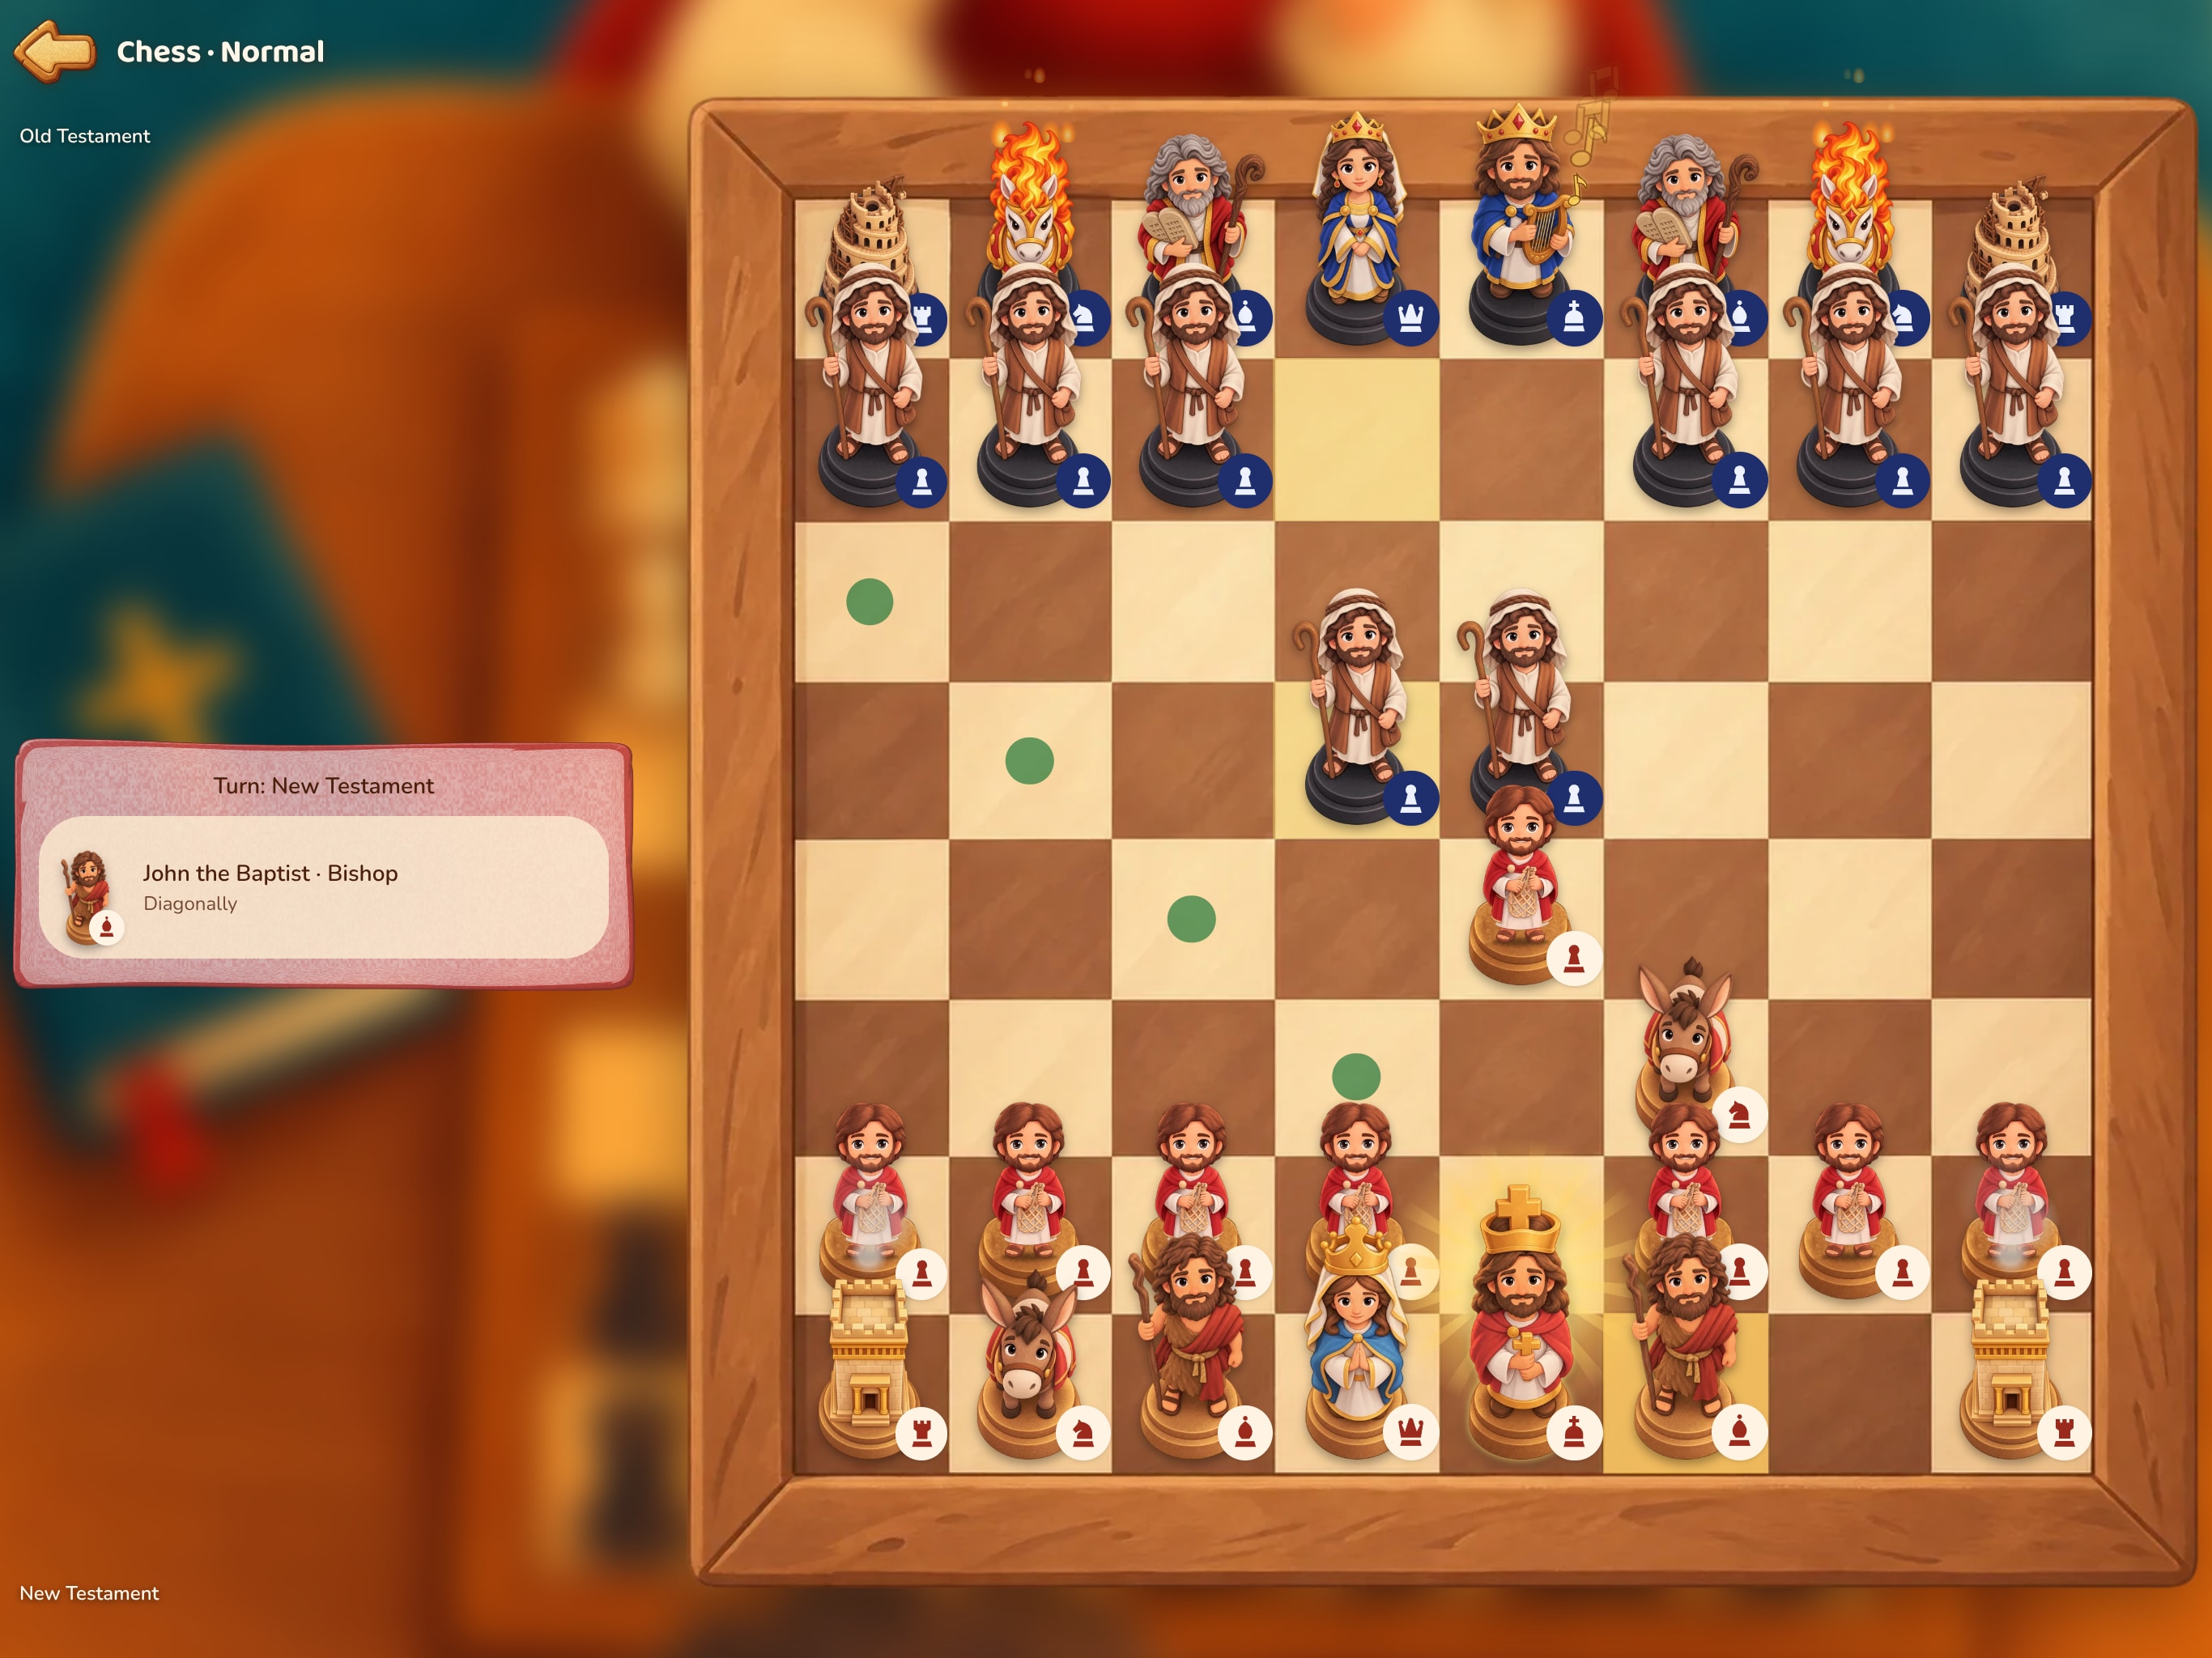 Chess · Normal
Old Testament
Turn: New Testament
John the Baptist · Bishop
Diagonally
New Testament